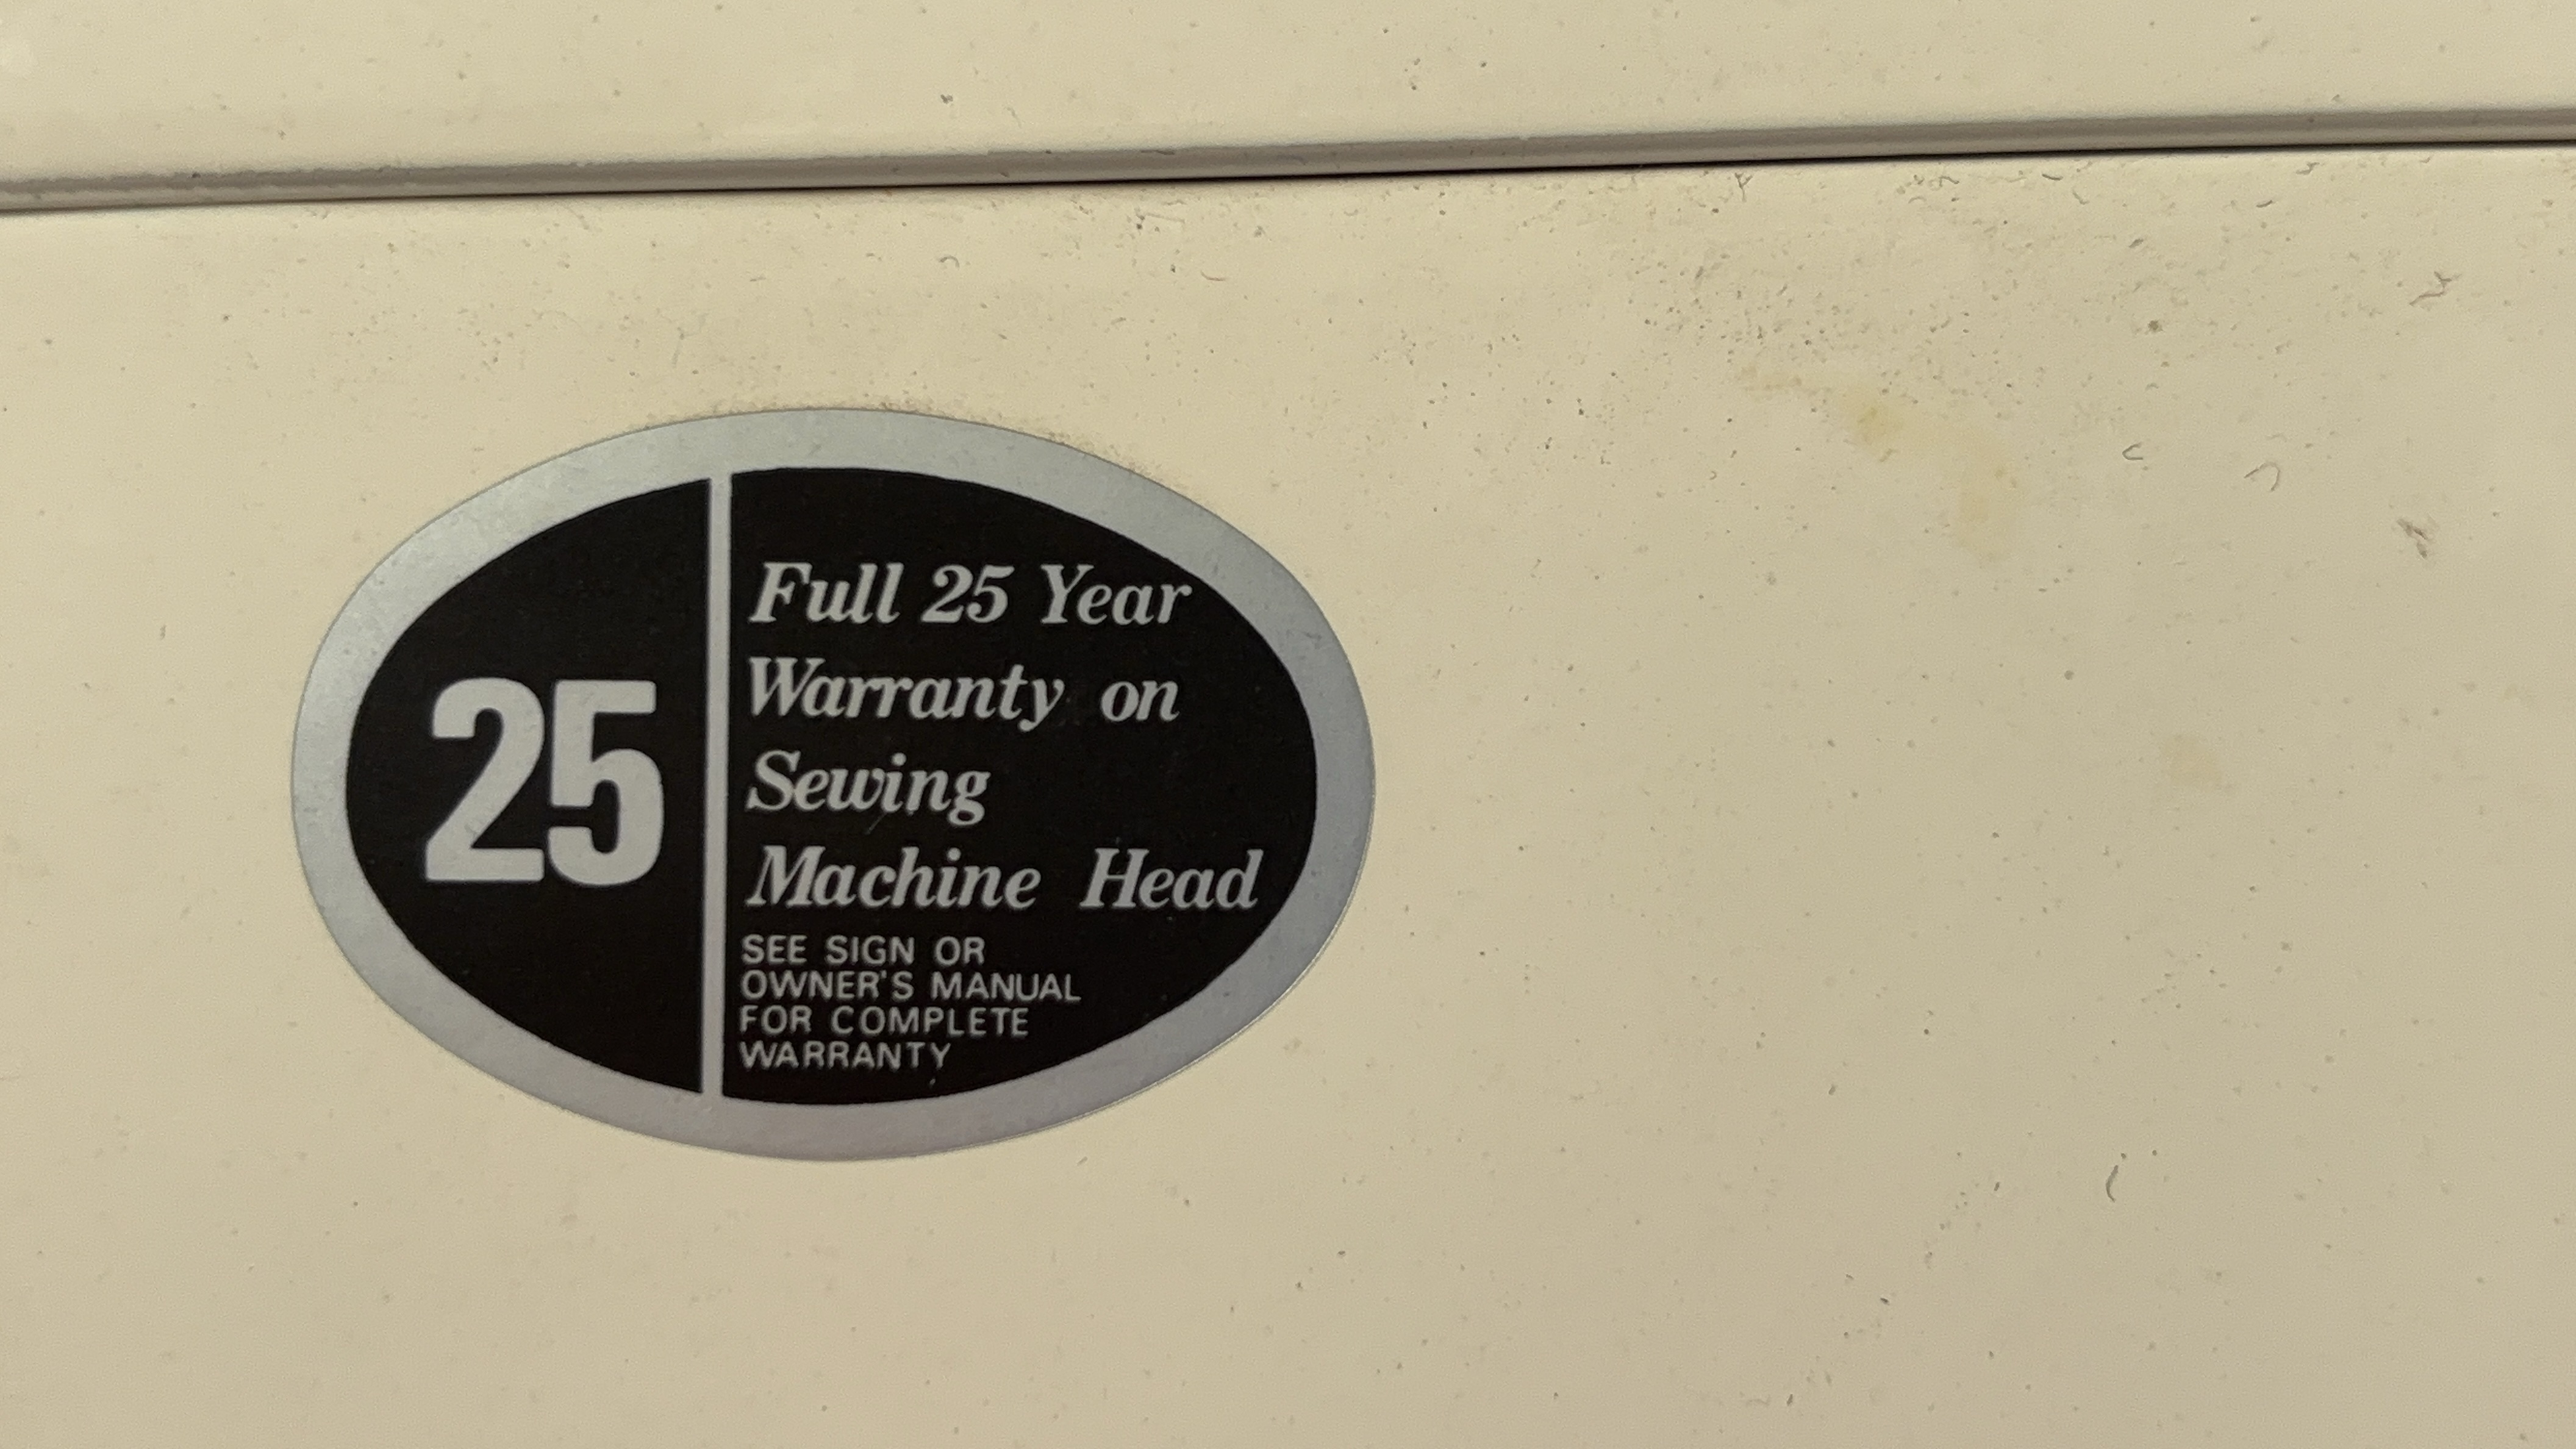 25
Full 25 Year
Warranty on
Sewing
Machine Head
SEE SIGN OR
OWNER'S MANUAL
FOR COMPLETE
WARRANTY